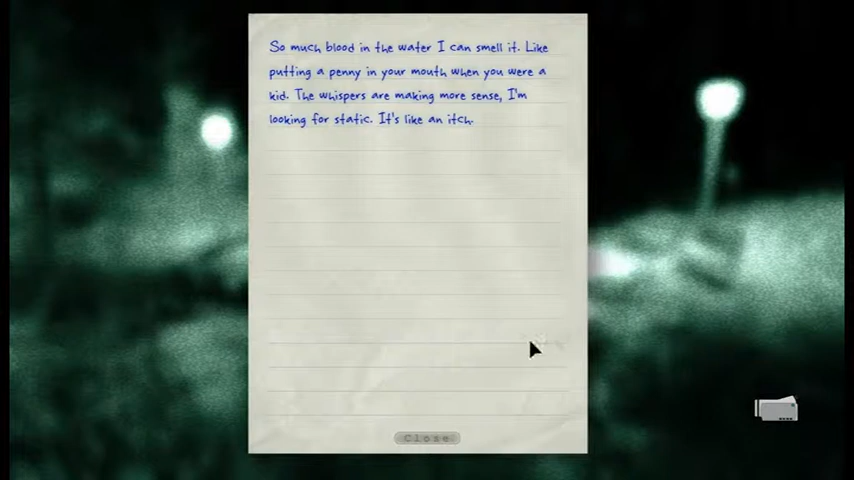 So much blood in the water I can smell it. Like
putting a penny in your mouth when you were a
kid. The whispers are making more sense, I'm
looking for static. It's like an itch.
Close